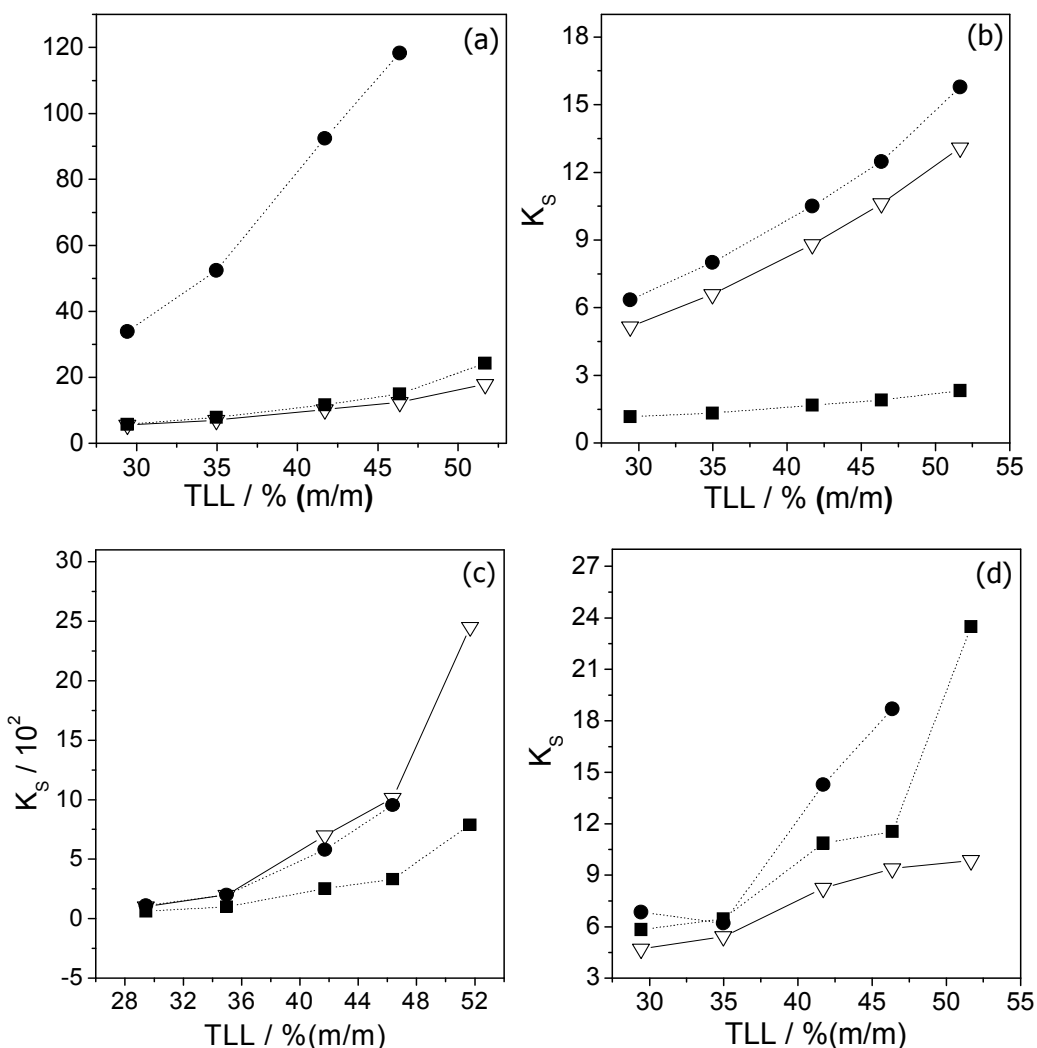 (a)
120
100
80
60
40
20
0
30 35 40 45 50
TLL / % (m/m)
(b)
18
15
12
9
6
3
0
K_S
30 35 40 45 50 55
TLL / % (m/m)
(c)
30
25
20
15
10
5
0
-5
K_S / 10²
28 32 36 40 44 48 52
TLL / %(m/m)
(d)
27
24
21
18
15
12
9
6
3
K_S
30 35 40 45 50 55
TLL / %(m/m)